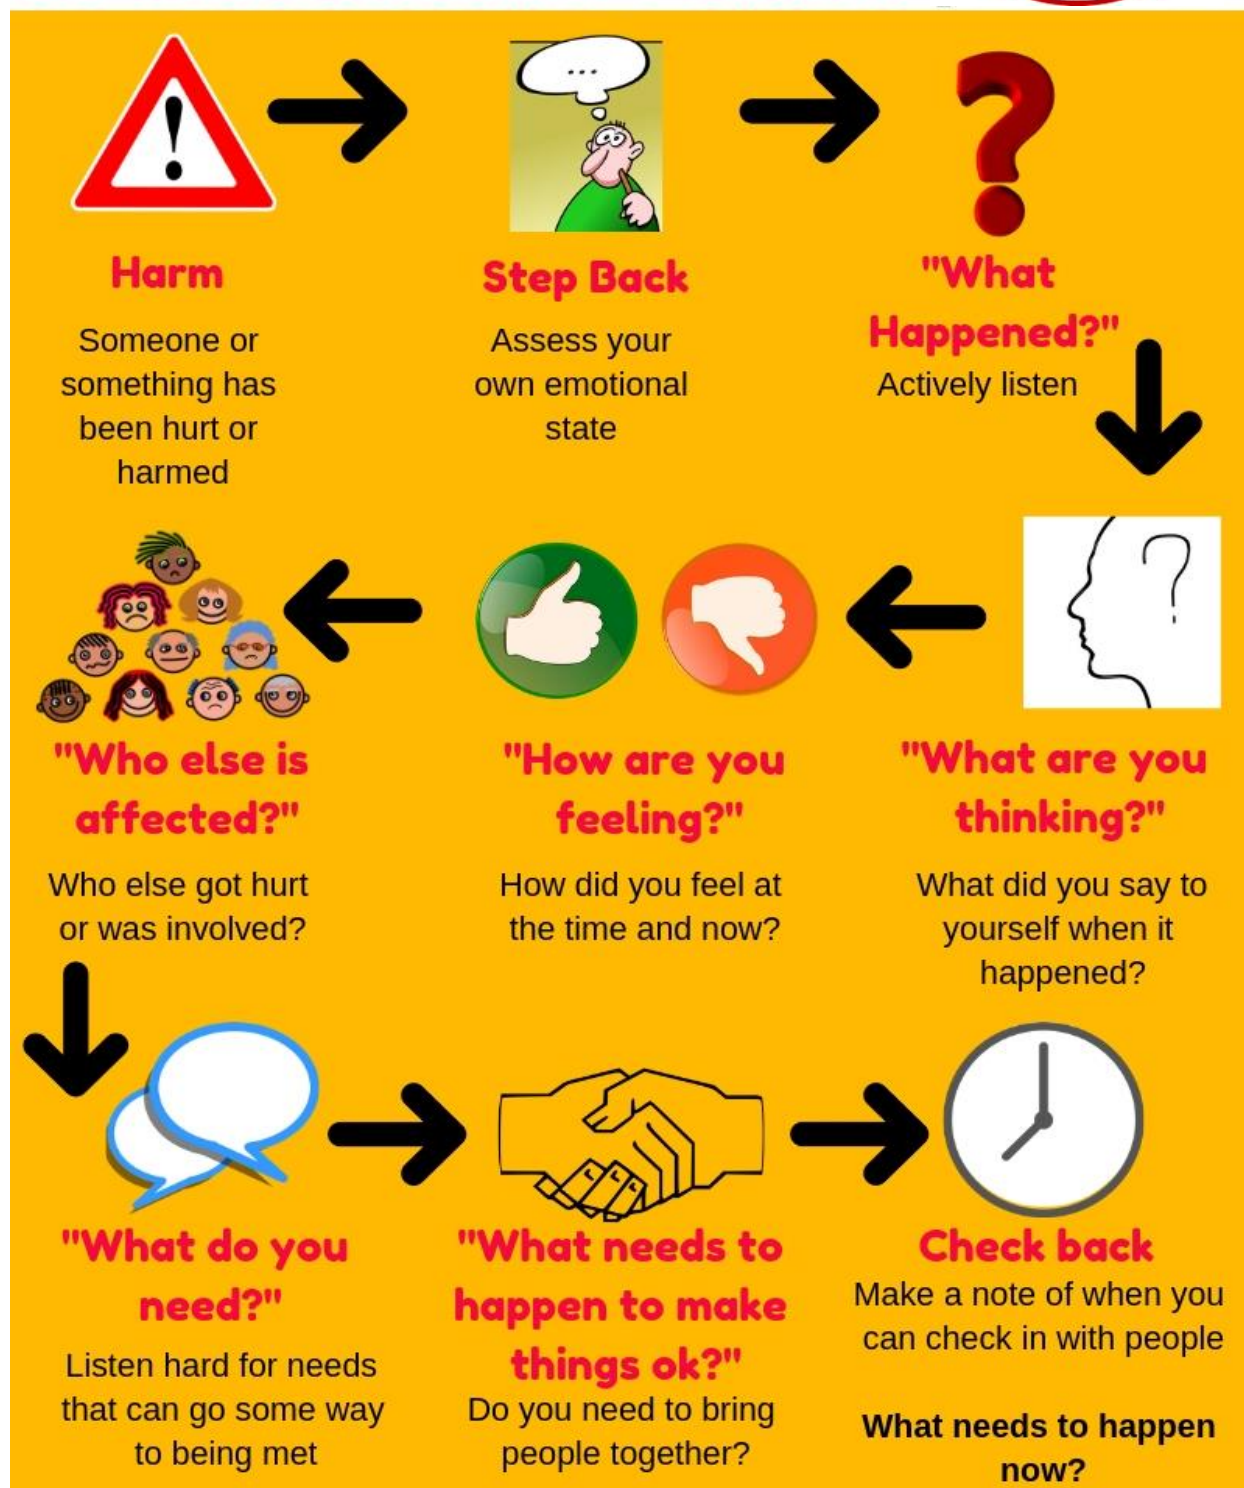 Harm
Someone or
something has
been hurt or
harmed
Step Back
Assess your
own emotional
state
"What
Happened?"
Actively listen
"What are you
thinking?"
What did you say to
yourself when it
happened?
"How are you
feeling?"
How did you feel at
the time and now?
"Who else is
affected?"
Who else got hurt
or was involved?
"What do you
need?"
Listen hard for needs
that can go some way
to being met
"What needs to
happen to make
things ok?"
Do you need to bring
people together?
Check back
Make a note of when you
can check in with people
What needs to happen
now?